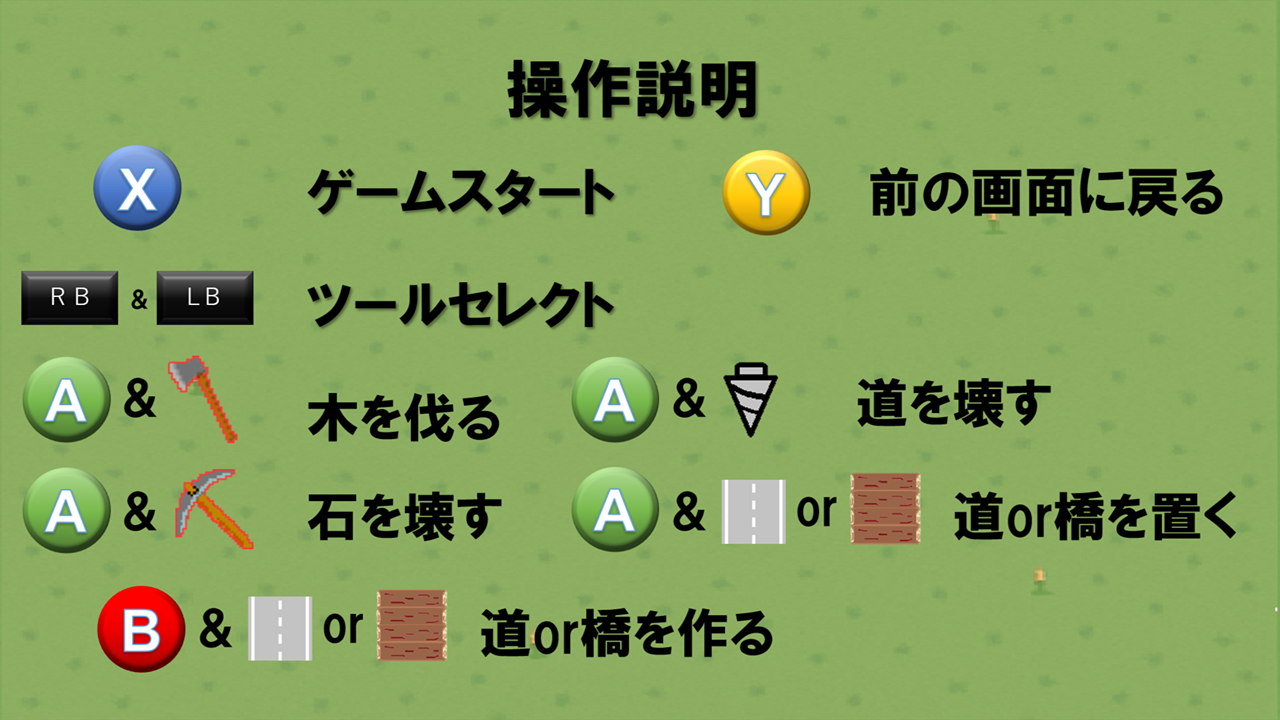 操作説明
X ゲームスタート Y 前の画面に戻る
RB & LB ツールセレクト
A & 木を伐る A & 道を壊す
A & 石を壊す A & or 道or橋を置く
B & or 道or橋を作る